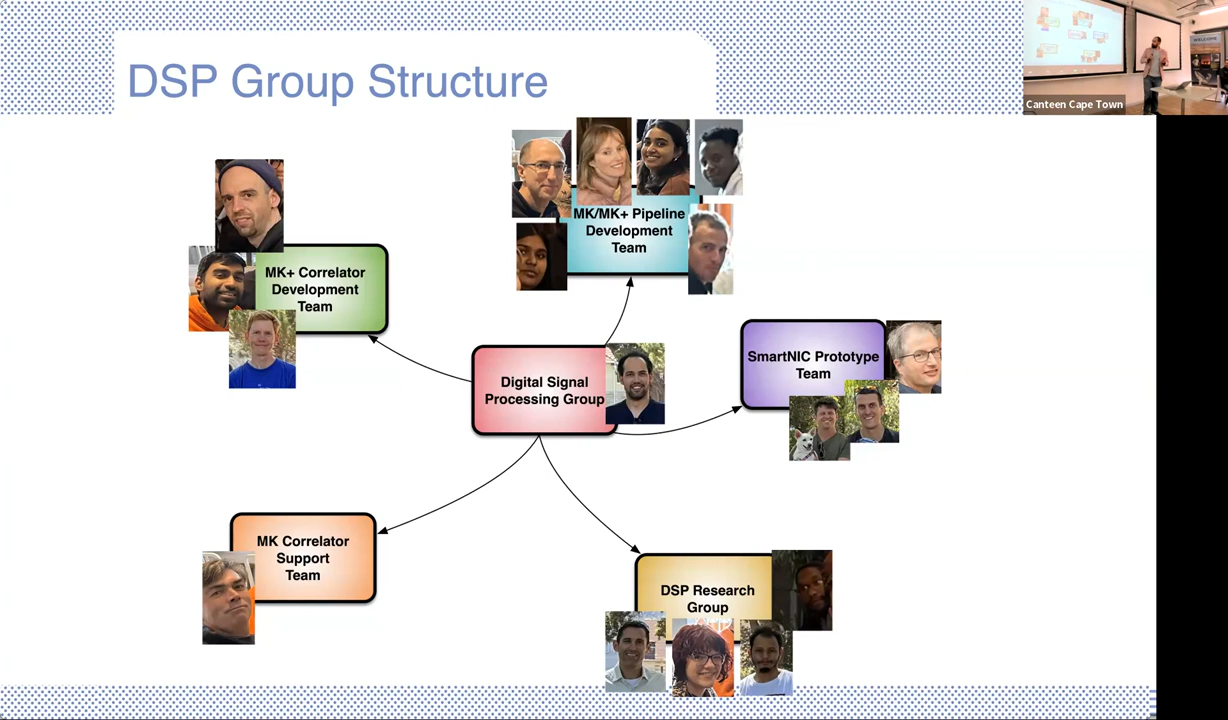 DSP Group Structure
WELCOME
Canteen Cape Town
MK/MK+ Pipeline
Development
Team
MK+ Correlator
Development
Team
SmartNIC Prototype
Team
Digital Signal
Processing Group
MK Correlator
Support
Team
DSP Research
Group